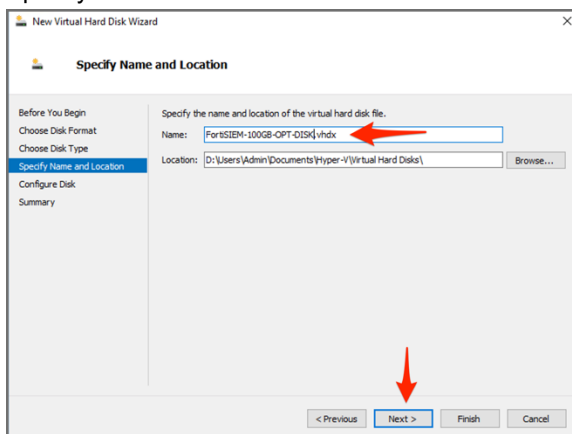 New Virtual Hard Disk Wizard
Specify Name and Location
Before You Begin
Choose Disk Format
Choose Disk Type
Specify Name and Location
Configure Disk
Summary
Specify the name and location of the virtual hard disk file.
Name: FortiSIEM-100GB-OPT-DISK.vhdx
Location: D:\Users\Admin\Documents\Hyper-V\Virtual Hard Disks\ Browse...
< Previous Next > Finish Cancel